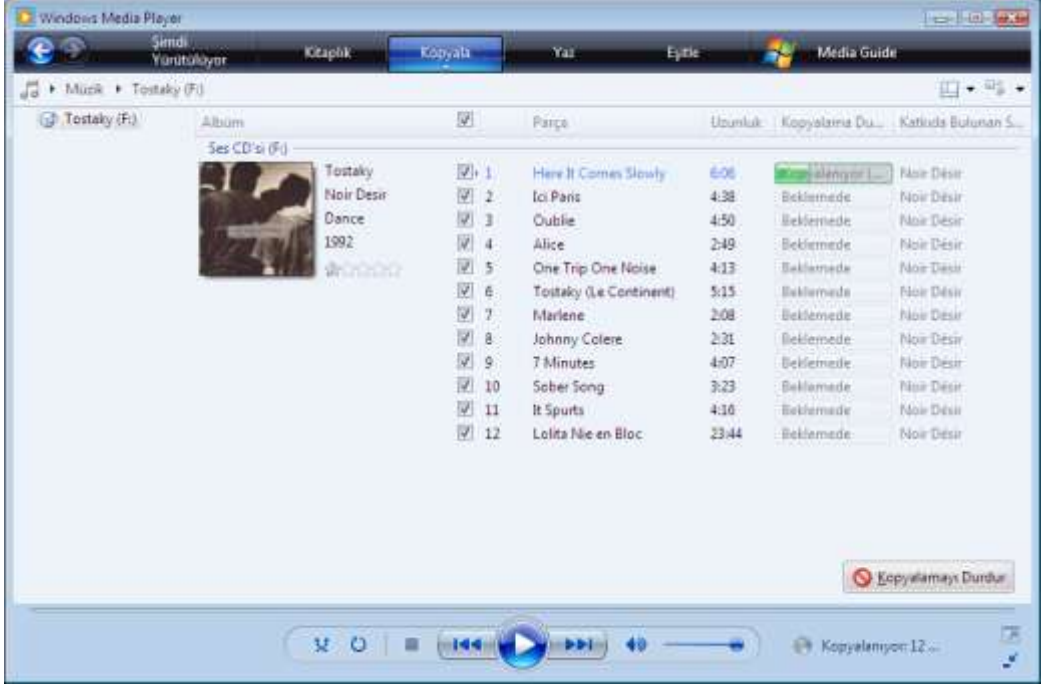 Windows Media Player
Şimdi Yürütülüyor Kitaplık Kopyala Yaz Eşitle Media Guide
Müzik Tostaky (F:)
Tostaky (F:)
Albüm Parça Uzunluk Kopyalama Du... Katkıda Bulunan S...
Ses CD'si (F:)
Tostaky
Noir Desir
Dance
1992
1 Here It Comes Slowly 6:06 Kopyalanıyor (... Noir Désir
2 Ici Paris 4:38 Beklemede Noir Désir
3 Oublie 4:50 Beklemede Noir Désir
4 Alice 2:49 Beklemede Noir Désir
5 One Trip One Noise 4:13 Beklemede Noir Désir
6 Tostaky (Le Continent) 5:15 Beklemede Noir Désir
7 Marlene 2:08 Beklemede Noir Désir
8 Johnny Colere 2:31 Beklemede Noir Désir
9 7 Minutes 4:07 Beklemede Noir Désir
10 Sober Song 3:23 Beklemede Noir Désir
11 It Spurts 4:16 Beklemede Noir Désir
12 Lolita Nie en Bloc 23:44 Beklemede Noir Désir
Kopyalamayı Durdur
Kopyalanıyor: 12 ...